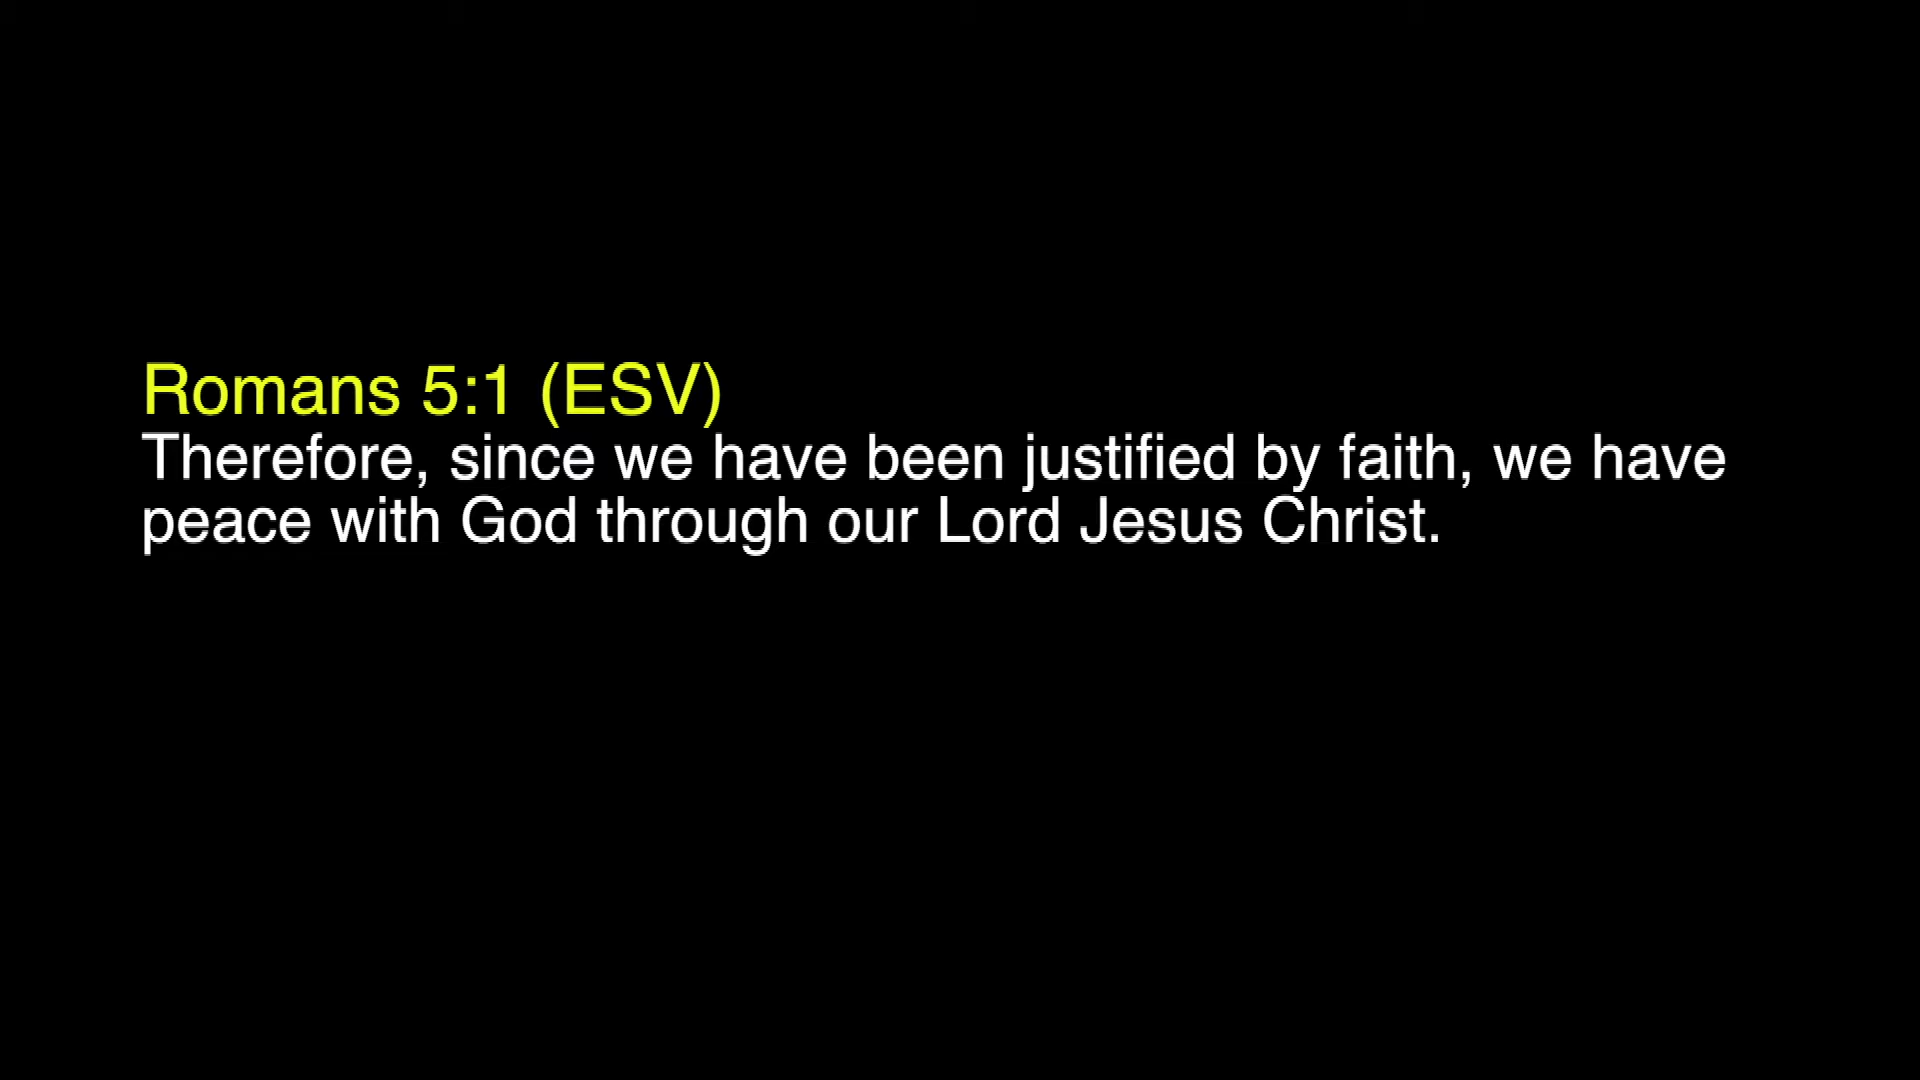 Romans 5:1 (ESV)
Therefore, since we have been justified by faith, we have
peace with God through our Lord Jesus Christ.